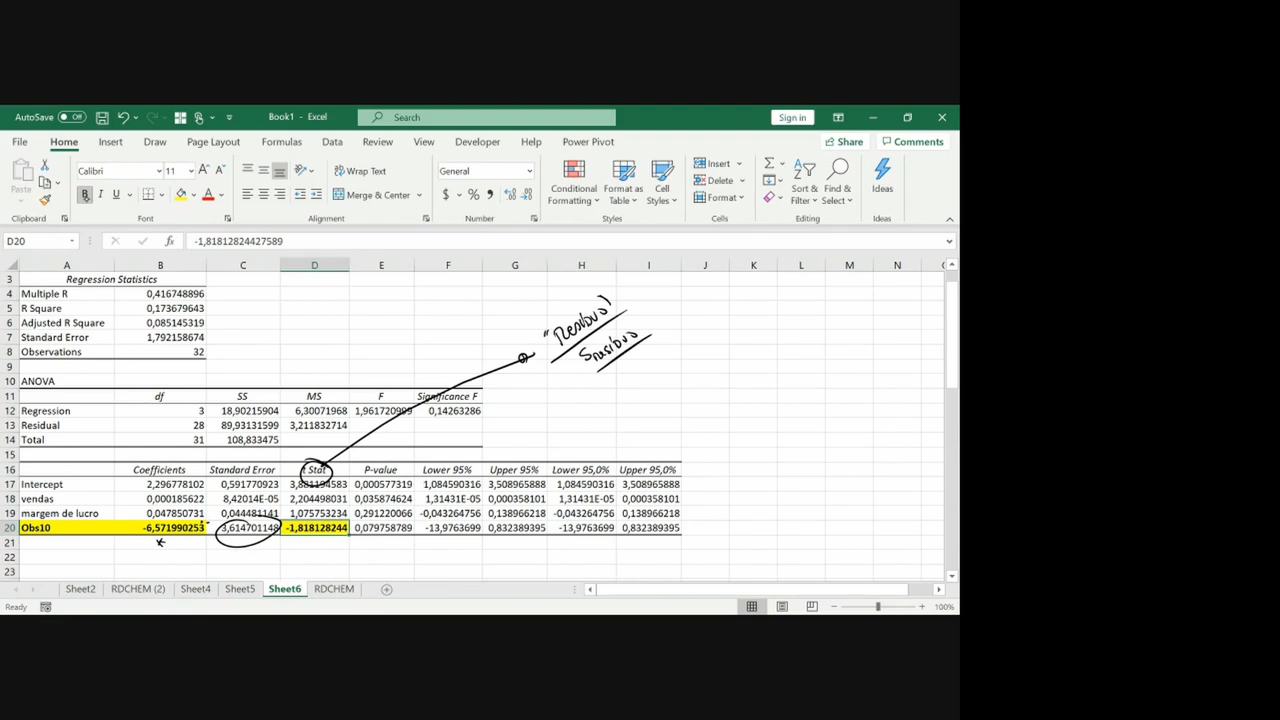 AutoSave Off Book1 - Excel Search Sign in
File Home Insert Draw Page Layout Formulas Data Review View Developer Help Power Pivot Share Comments
Paste Calibri 11 A A Wrap Text General Insert
B I U A Merge & Center $ % , Conditional Formatting Format as Table Cell Styles Delete Format Sort & Filter Find & Select Ideas
Clipboard Font Alignment Number Styles Cells Editing Ideas
D20 fx -1,81812824427589
A B C D E F G H I J K L M N
3 Regression Statistics
4 Multiple R 0,416748896
5 R Square 0,173679643
6 Adjusted R Square 0,085145319
7 Standard Error 1,792158674
8 Observations 32
9
10 ANOVA
11 df SS MS F Significance F
12 Regression 3 18,90215904 6,30071968 1,961720999 0,14263286
13 Residual 28 89,93131599 3,211832714
14 Total 31 108,833475
15
16 Coefficients Standard Error t Stat P-value Lower 95% Upper 95% Lower 95,0% Upper 95,0%
17 Intercept 2,296778102 0,591770923 3,881194583 0,000577319 1,084590316 3,508965888 1,084590316 3,508965888
18 vendas 0,000185622 8,42014E-05 2,204498031 0,035874624 1,31431E-05 0,000358101 1,31431E-05 0,000358101
19 margem de lucro 0,047850731 0,044481141 1,075753234 0,291220066 -0,043264756 0,138966218 -0,043264756 0,138966218
20 Obs10 -6,571990253 3,614701148 -1,818128244 0,079758789 -13,9763699 0,832389395 -13,9763699 0,832389395
21
22
23
"Resíduo)
Sresíduo
Sheet2 RDCHEM (2) Sheet4 Sheet5 Sheet6 RDCHEM
Ready 100%